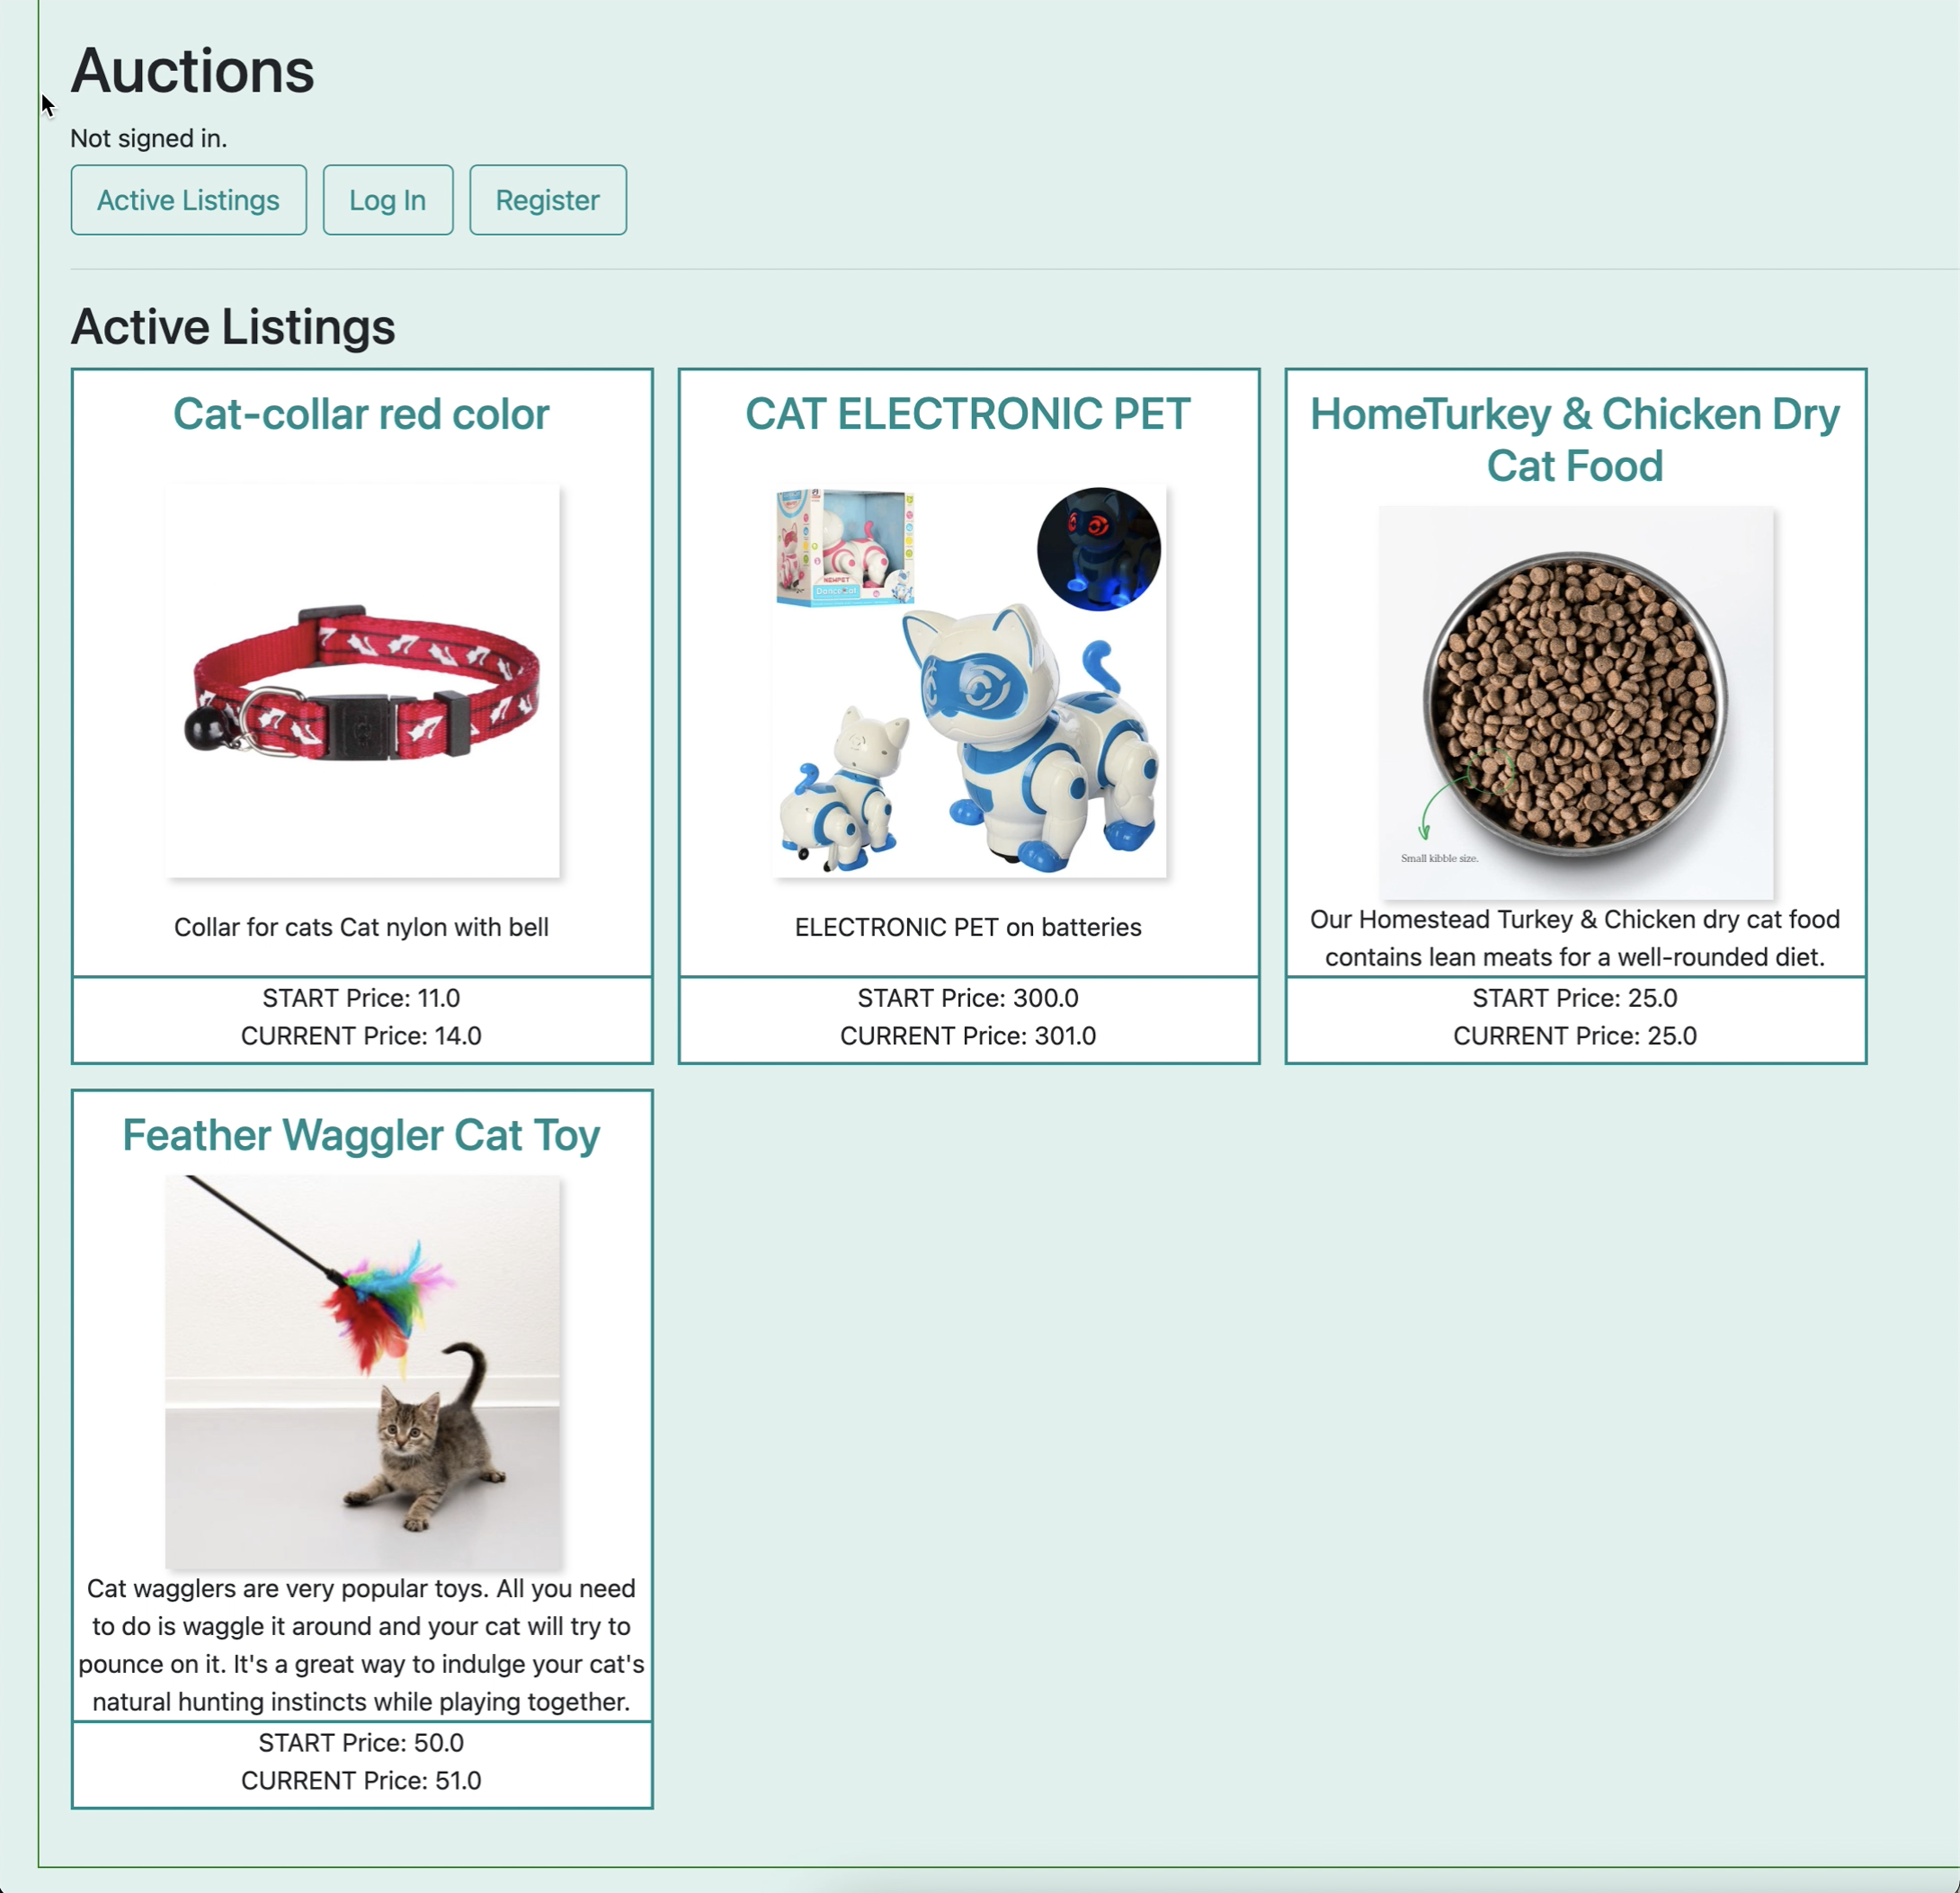 Auctions
Not signed in.
Active Listings
Log In
Register
Active Listings
Cat-collar red color
Collar for cats Cat nylon with bell
START Price: 11.0
CURRENT Price: 14.0
CAT ELECTRONIC PET
NEWPET
ELECTRONIC PET on batteries
START Price: 300.0
CURRENT Price: 301.0
HomeTurkey & Chicken Dry
Cat Food
Small kibble size.
Our Homestead Turkey & Chicken dry cat food
contains lean meats for a well-rounded diet.
START Price: 25.0
CURRENT Price: 25.0
Feather Waggler Cat Toy
Cat wagglers are very popular toys. All you need
to do is waggle it around and your cat will try to
pounce on it. It's a great way to indulge your cat's
natural hunting instincts while playing together.
START Price: 50.0
CURRENT Price: 51.0